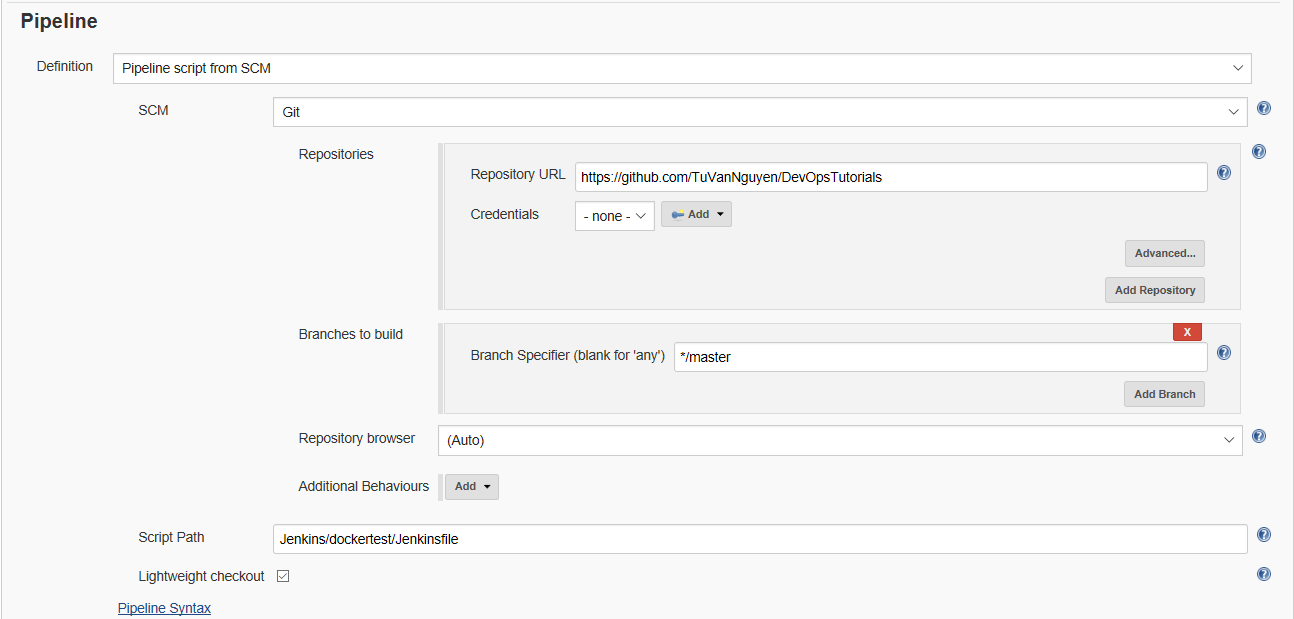 Pipeline
Definition
Pipeline script from SCM
SCM
Git
Repositories
Repository URL
https://github.com/TuVanNguyen/DevOpsTutorials
Credentials
- none -
Add
Advanced...
Add Repository
Branches to build
X
Branch Specifier (blank for 'any')
*/master
Add Branch
Repository browser
(Auto)
Additional Behaviours
Add
Script Path
Jenkins/dockertest/Jenkinsfile
Lightweight checkout
Pipeline Syntax